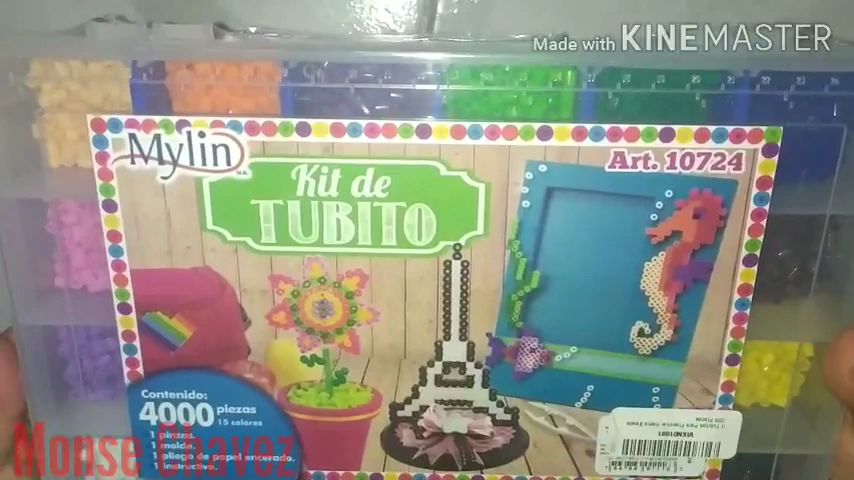 Made with KINEMASTER
Mylin
Art. 10724
Kit de
TUBITO
Contenido:
4000 piezas
15 colores
1 pinzas.
1 molde.
1 pliego de papel encerado.
1 instructivo.
Monse Chavez